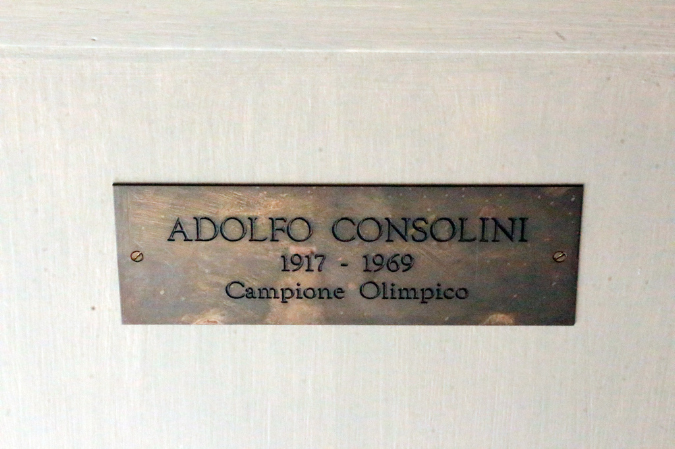 ADOLFO CONSOLINI
1917 - 1969
Campione Olimpico